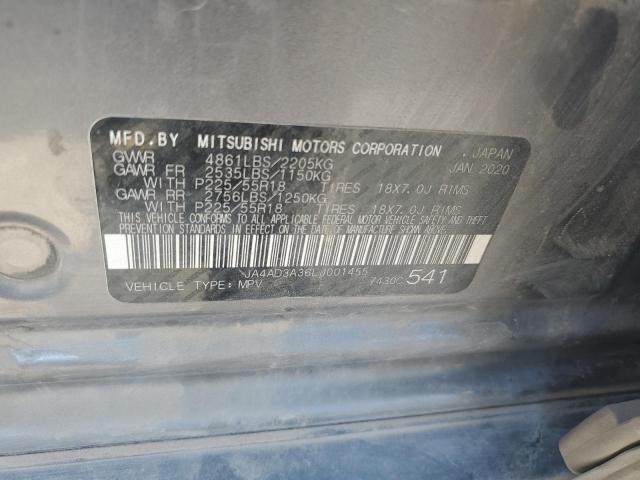 MFD.BY MITSUBISHI MOTORS CORPORATION . JAPAN
GVWR 4861LBS/2205KG JAN 2020
GAWR FR 2535LBS/1150KG
WITH P225/55R18 TIRES 18X7.0J RIMS
GAWR RR 2756LBS/1250KG
WITH P225/55R18 TIRES 18X7.0J RIMS
THIS VEHICLE CONFORMS TO ALL APPLICABLE FEDERAL MOTOR VEHICLE SAFETY AND THEFT
PREVENTION STANDARDS IN EFFECT ON THE DATE OF MANUFACTURE SHOWN ABOVE.
JA4AD3A36LJ001455 7430C 541
VEHICLE TYPE: MPV